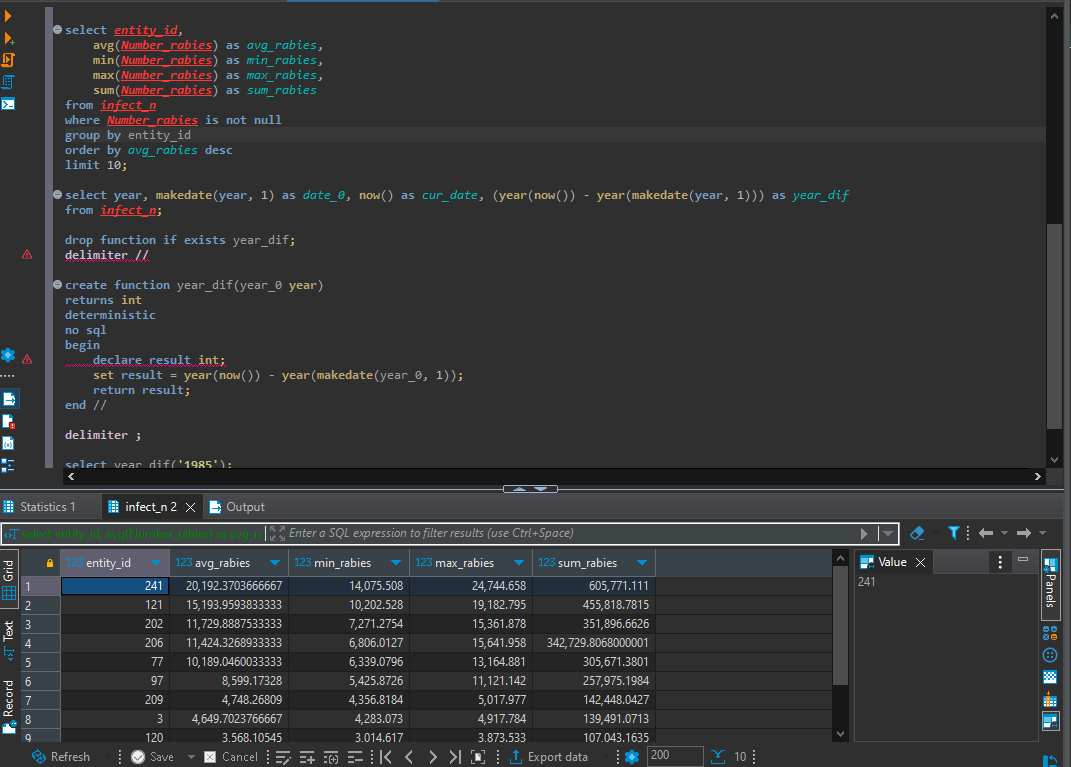 select entity_id,
avg(Number_rabies) as avg_rabies,
min(Number_rabies) as min_rabies,
max(Number_rabies) as max_rabies,
sum(Number_rabies) as sum_rabies
from infect_n
where Number_rabies is not null
group by entity_id
order by avg_rabies desc
limit 10;
select year, makedate(year, 1) as date_0, now() as cur_date, (year(now()) - year(makedate(year, 1))) as year_dif
from infect_n;
drop function if exists year_dif;
delimiter //
create function year_dif(year_0 year)
returns int
deterministic
no sql
begin
declare result int;
set result = year(now()) - year(makedate(year_0, 1));
return result;
end //
delimiter ;
select year_dif('1985');
Statistics 1 infect_n 2 Output
select entity_id, avg(Number_rabies) as avg_r Enter a SQL expression to filter results (use Ctrl+Space)
Grid
Text
Record
123 entity_id 123 avg_rabies 123 min_rabies 123 max_rabies 123 sum_rabies
1 241 20,192.3703666667 14,075.508 24,744.658 605,771.111
2 121 15,193.9593833333 10,202.528 19,182.795 455,818.7815
3 202 11,729.8887533333 7,271.2754 15,361.878 351,896.6626
4 206 11,424.3268933333 6,806.0127 15,641.958 342,729.8068000001
5 77 10,189.0460033333 6,339.0796 13,164.881 305,671.3801
6 97 8,599.17328 5,425.8726 11,121.142 257,975.1984
7 209 4,748.26809 4,356.8184 5,017.977 142,448.0427
8 3 4,649.7023766667 4,283.073 4,917.784 139,491.0713
9 120 3,568.10545 3,014.617 3,873.533 107,043.1635
Value
241
Panels
Refresh Save Cancel Export data 200 10